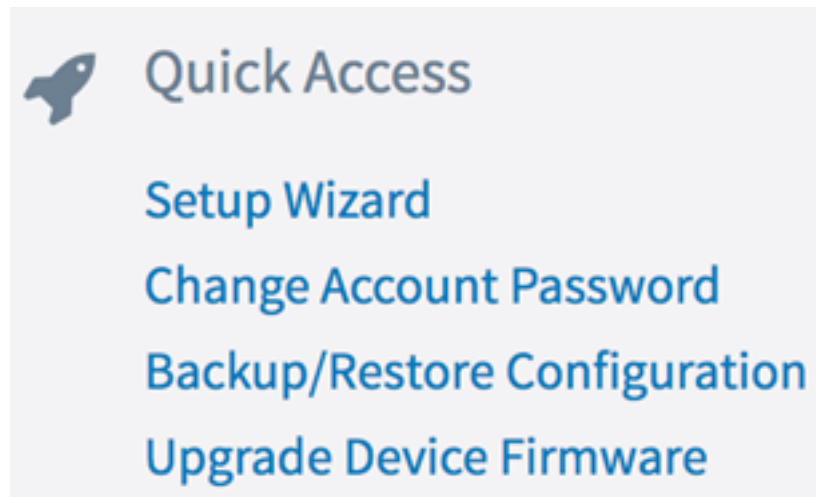 Quick Access
Setup Wizard
Change Account Password
Backup/Restore Configuration
Upgrade Device Firmware